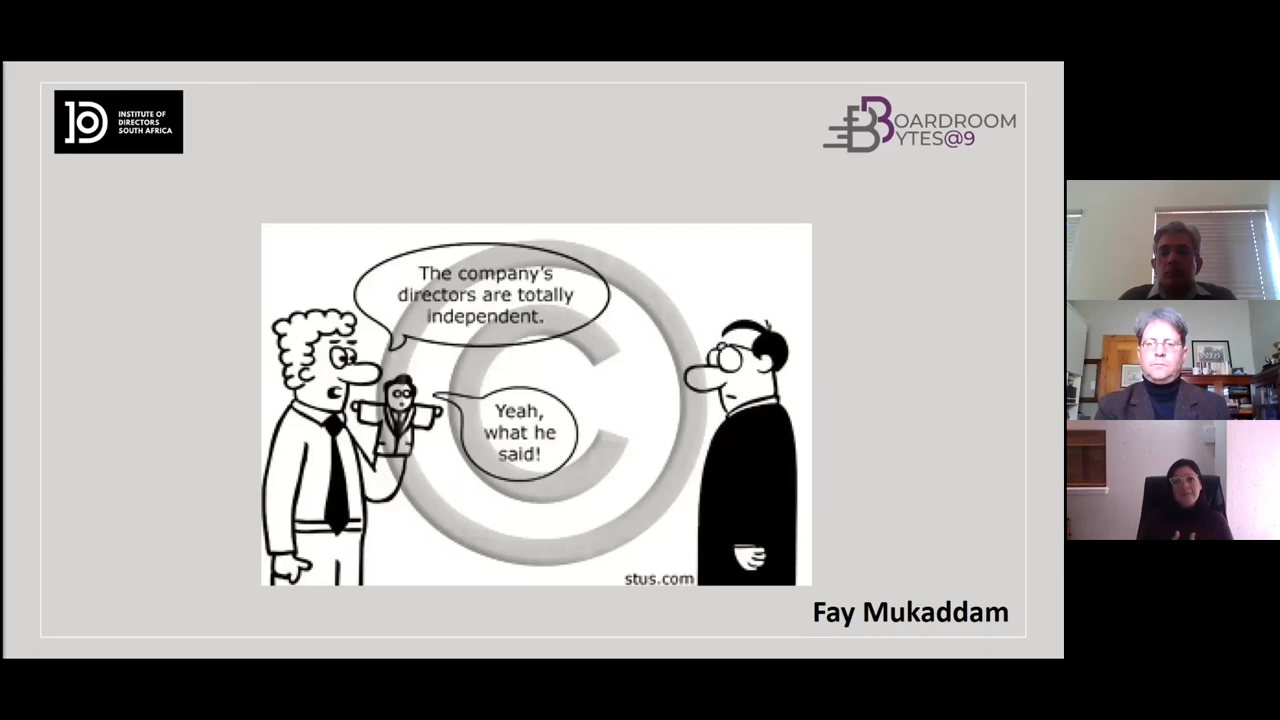 INSTITUTE OF
DIRECTORS
SOUTH AFRICA
BOARDROOM
BYTES@9
The company's
directors are totally
independent.
Yeah,
what he
said!
stus.com
Fay Mukaddam